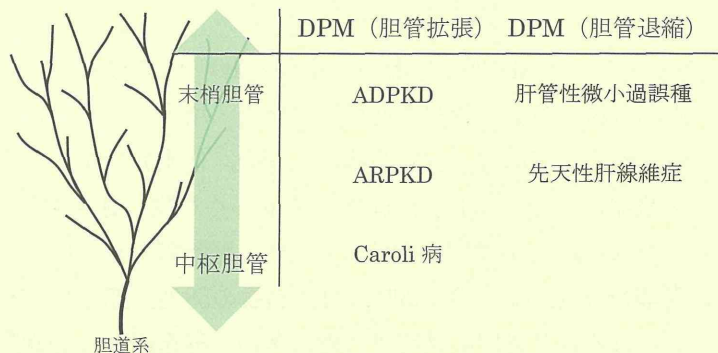 DPM（胆管拡張） DPM（胆管退縮）
末梢胆管 ADPKD 肝管性微小過誤種
ARPKD 先天性肝線維症
中枢胆管 Caroli 病
胆道系